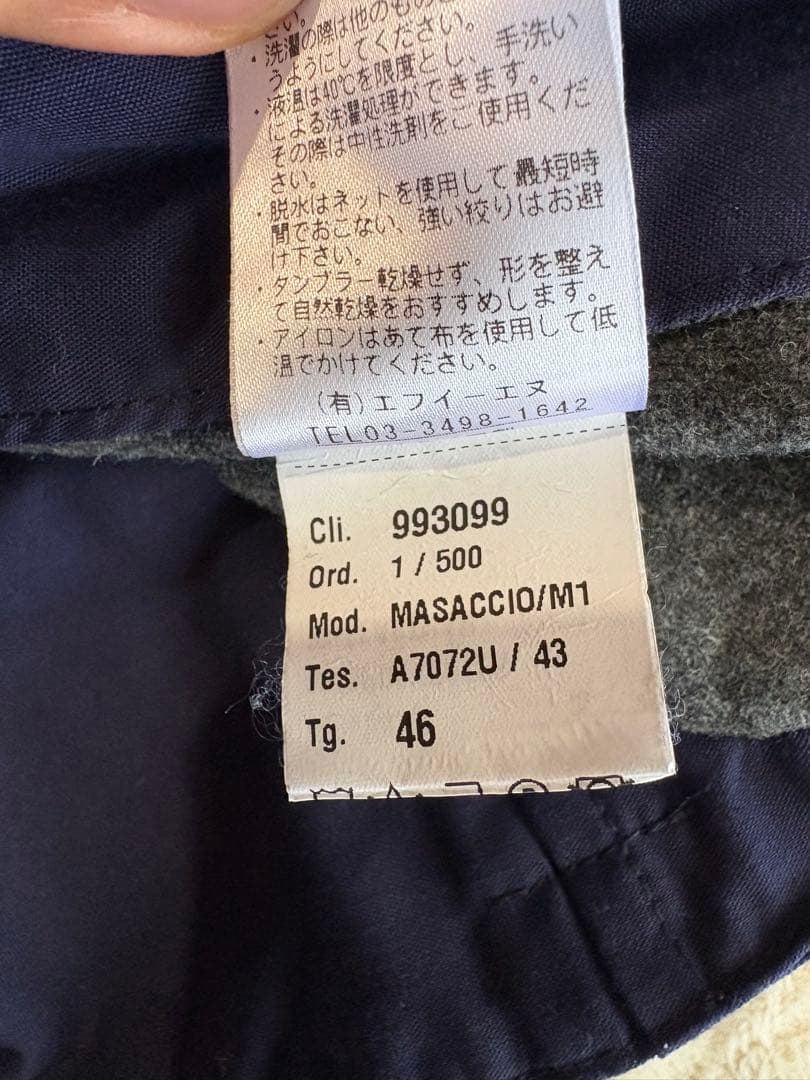 さい。
・洗濯の際は他のものと
うようにしてください。
・液温は40℃を限度とし、手洗い
による洗濯処理ができます。
その際は中性洗剤をご使用くだ
さい。
・脱水はネットを使用して最短時
間でおこない、強い絞りはお避
け下さい。
・タンブラー乾燥せず、形を整え
て自然乾燥をおすすめします。
・アイロンはあて布を使用して低
温でかけてください。
(有)エフイーエヌ
TEL03-3498-1642
Cli. 993099
Ord. 1 / 500
Mod. MASACCIO/M1
Tes. A7072U / 43
Tg. 46